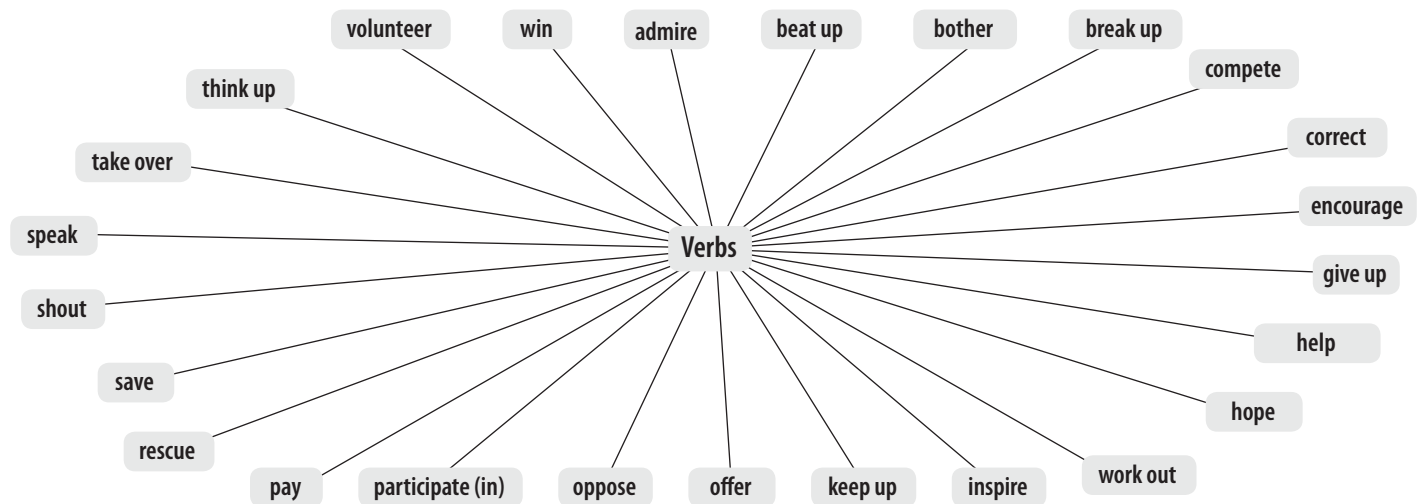 volunteer
win
admire
beat up
bother
break up
compete
think up
correct
take over
encourage
speak
Verbs
give up
shout
help
save
hope
rescue
work out
pay
participate (in)
oppose
offer
keep up
inspire